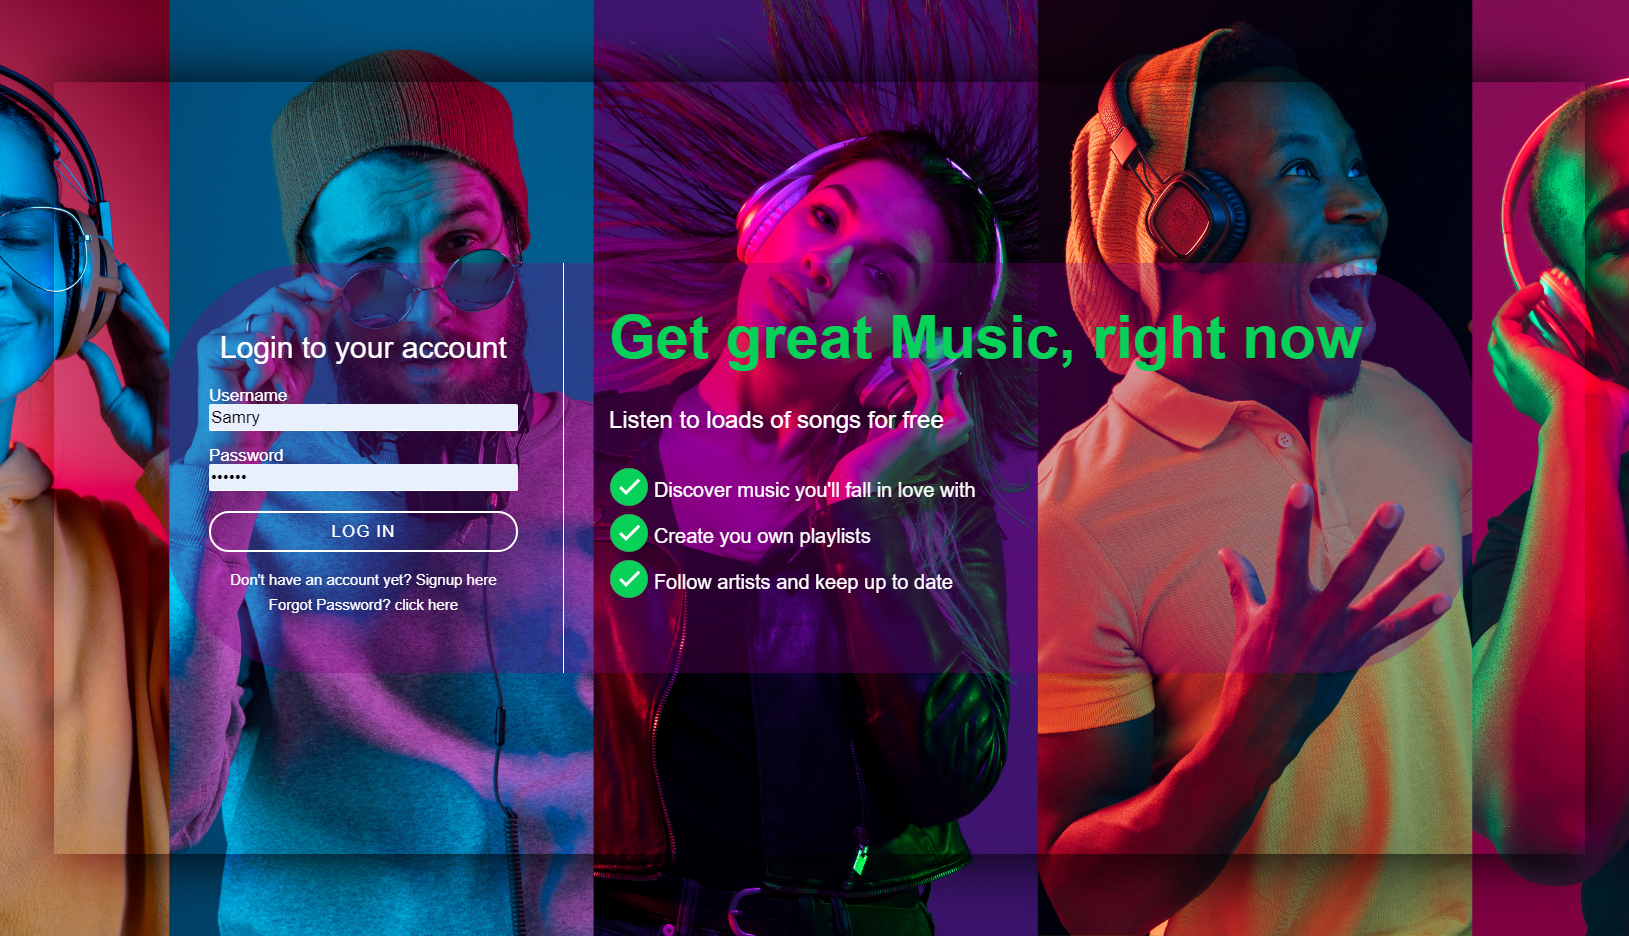 Login to your account
Username
Samry
Password
••••••
LOG IN
Don't have an account yet? Signup here
Forgot Password? click here
Get great Music, right now
Listen to loads of songs for free
Discover music you'll fall in love with
Create you own playlists
Follow artists and keep up to date